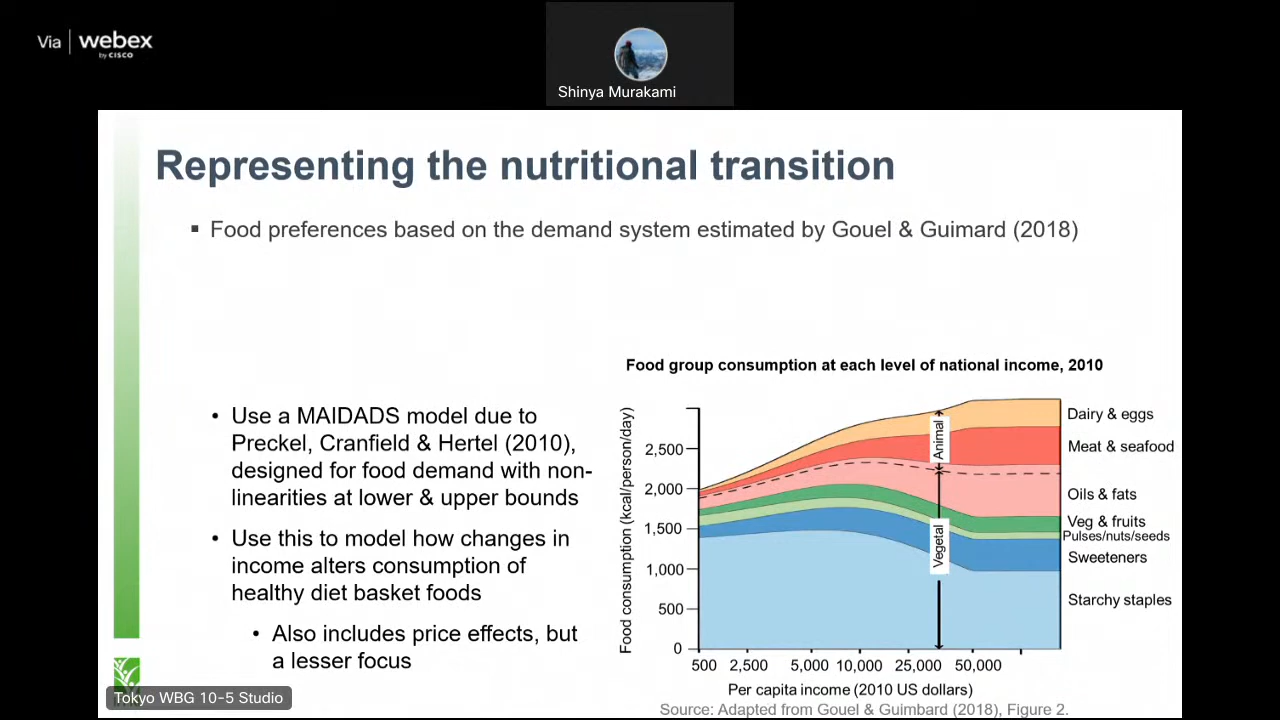 Via | webex
by CISCO
Shinya Murakami
Representing the nutritional transition
▪ Food preferences based on the demand system estimated by Gouel & Guimard (2018)
Food group consumption at each level of national income, 2010
• Use a MAIDADS model due to
Preckel, Cranfield & Hertel (2010),
designed for food demand with non-
linearities at lower & upper bounds
• Use this to model how changes in
income alters consumption of
healthy diet basket foods
• Also includes price effects, but
a lesser focus
Food consumption (kcal/person/day)
2,500
2,000
1,500
1,000
500
0
Animal
Vegetal
Dairy & eggs
Meat & seafood
Oils & fats
Veg & fruits
Pulses/nuts/seeds
Sweeteners
Starchy staples
500 2,500 5,000 10,000 25,000 50,000
Per capita income (2010 US dollars)
Source: Adapted from Gouel & Guimbard (2018), Figure 2.
Tokyo WBG 10-5 Studio